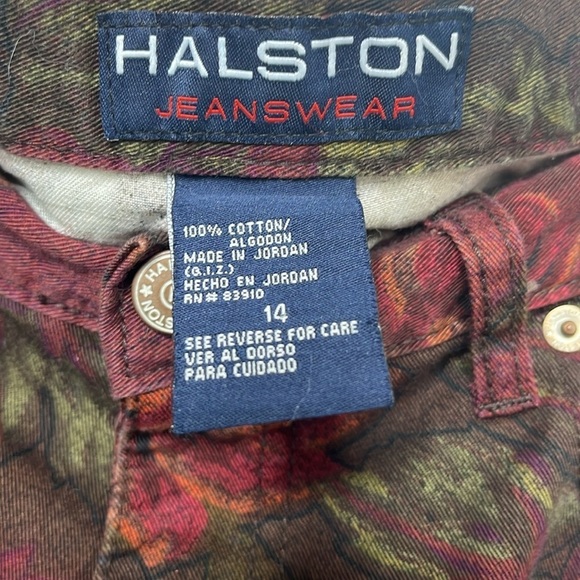 HALSTON
JEANSWEAR
100% COTTON/
ALGODON
MADE IN JORDAN
(Q.I.Z.)
HECHO EN JORDAN
RN# 83910
14
SEE REVERSE FOR CARE
VER AL DORSO
PARA CUIDADO